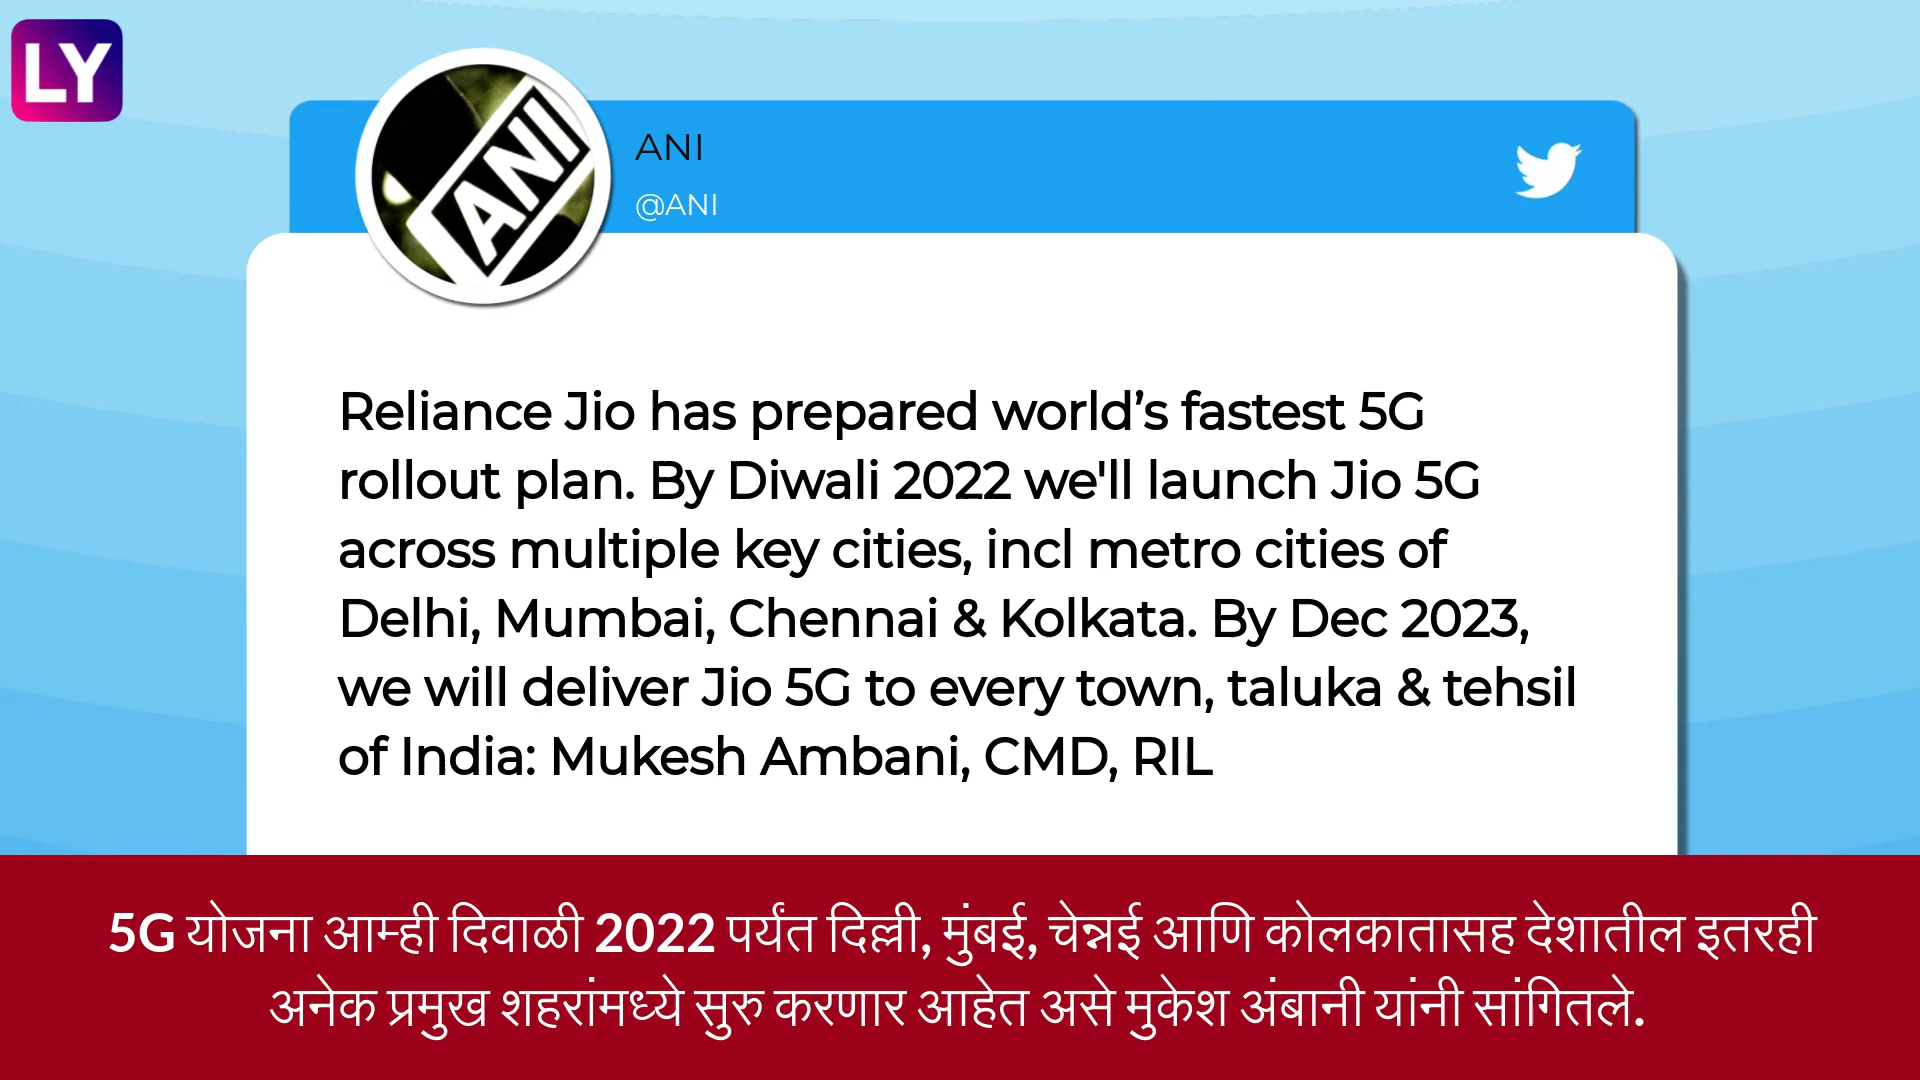 LY
ANI
ANI
@ANI
Reliance Jio has prepared world’s fastest 5G
rollout plan. By Diwali 2022 we'll launch Jio 5G
across multiple key cities, incl metro cities of
Delhi, Mumbai, Chennai & Kolkata. By Dec 2023,
we will deliver Jio 5G to every town, taluka & tehsil
of India: Mukesh Ambani, CMD, RIL
5G योजना आम्ही दिवाळी 2022 पर्यंत दिल्ली, मुंबई, चेन्नई आणि कोलकातासह देशातील इतरही
अनेक प्रमुख शहरांमध्ये सुरु करणार आहेत असे मुकेश अंबानी यांनी सांगितले.